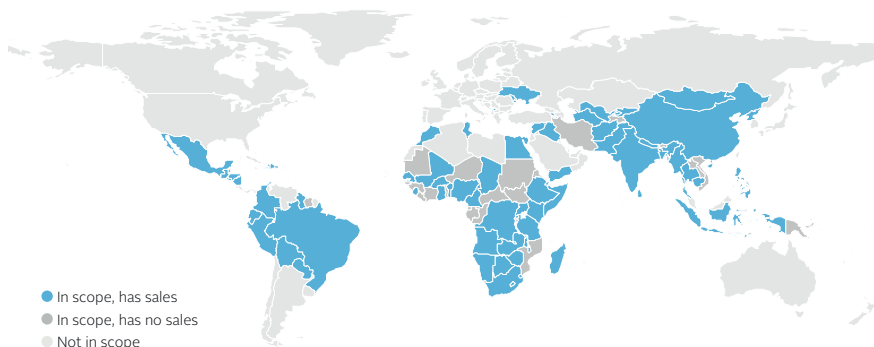 In scope, has sales
In scope, has no sales
Not in scope